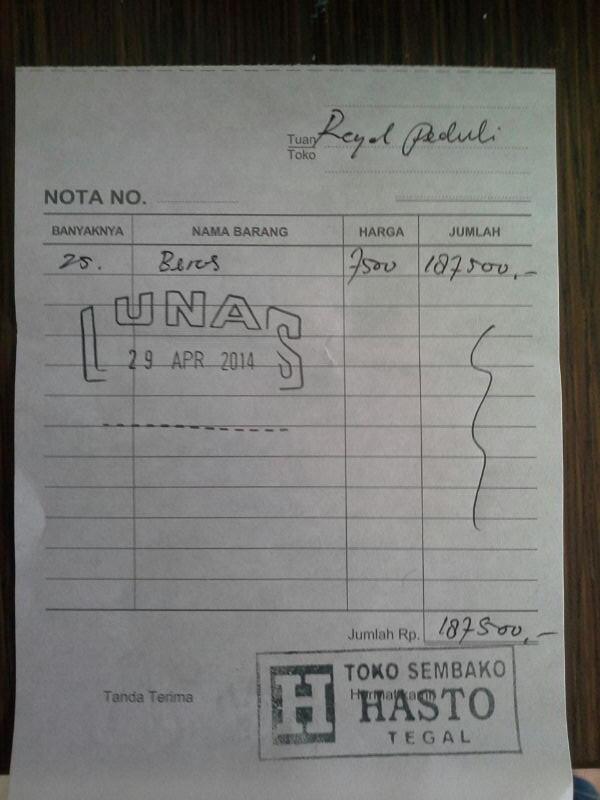 Tuan Royal Peduli
Toko
NOTA NO.
BANYAKNYA NAMA BARANG HARGA JUMLAH
25. Beras 7500 187500,-
LUNAS
29 APR 2014
Jumlah Rp. 187500,-
TOKO SEMBAKO
Tanda Terima Hormat kami
H HASTO
TEGAL